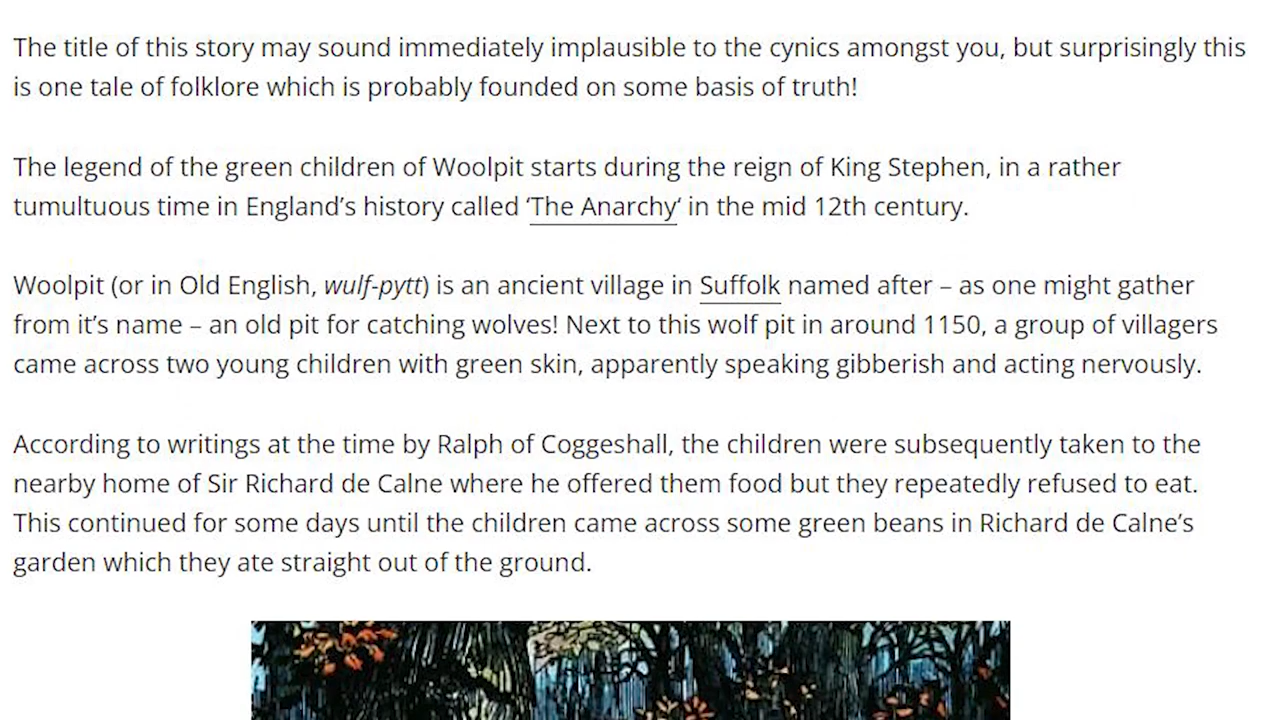 The title of this story may sound immediately implausible to the cynics amongst you, but surprisingly this
is one tale of folklore which is probably founded on some basis of truth!
The legend of the green children of Woolpit starts during the reign of King Stephen, in a rather
tumultuous time in England’s history called ‘The Anarchy‘ in the mid 12th century.
Woolpit (or in Old English, wulf-pytt) is an ancient village in Suffolk named after – as one might gather
from it’s name – an old pit for catching wolves! Next to this wolf pit in around 1150, a group of villagers
came across two young children with green skin, apparently speaking gibberish and acting nervously.
According to writings at the time by Ralph of Coggeshall, the children were subsequently taken to the
nearby home of Sir Richard de Calne where he offered them food but they repeatedly refused to eat.
This continued for some days until the children came across some green beans in Richard de Calne’s
garden which they ate straight out of the ground.